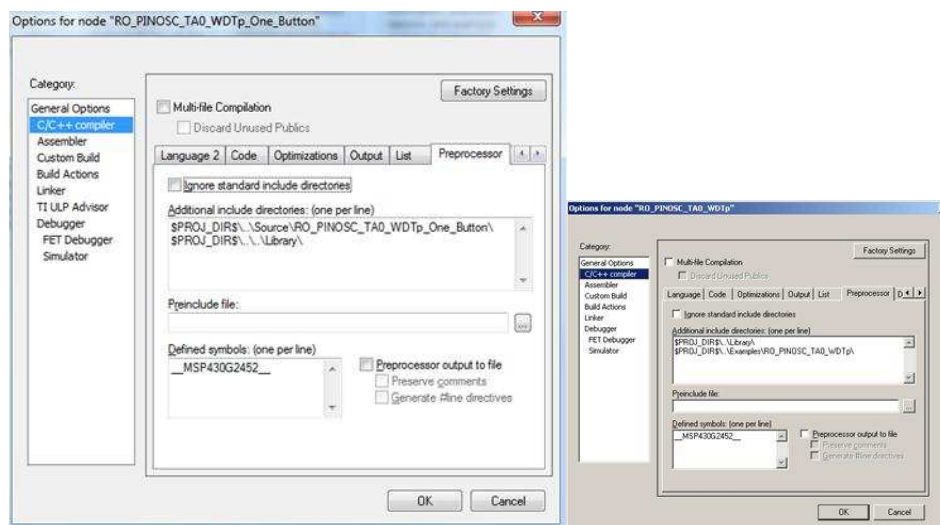 Options for node "RO_PINOSC_TA0_WDTp_One_Button"
Category:
General Options
C/C++ compiler
Assembler
Custom Build
Build Actions
Linker
TI ULP Advisor
Debugger
FET Debugger
Simulator
Factory Settings
Multi-file Compilation
Discard Unused Publics
Language 2 Code Optimizations Output List Preprocessor
Ignore standard include directories
Additional include directories: (one per line)
$PROJ_DIR$\..\Source\RO_PINOSC_TA0_WDTp_One_Button\
$PROJ_DIR$\..\..\Library\
Preinclude file:
...
Defined symbols: (one per line)
__MSP430G2452__
Preprocessor output to file
Preserve comments
Generate #line directives
OK Cancel
Options for node "RO_PINOSC_TA0_WDTp"
Category:
General Options
C/C++ compiler
Assembler
Custom Build
Build Actions
Linker
Debugger
FET Debugger
Simulator
Factory Settings
Multi-file Compilation
Discard Unused Publics
Language Code Optimizations Output List Preprocessor D
Ignore standard include directories
Additional include directories: (one per line)
$PROJ_DIR$\..\Library\
$PROJ_DIR$\..\Examples\RO_PINOSC_TA0_WDTp\
Preinclude file:
...
Defined symbols: (one per line)
__MSP430G2452__
Preprocessor output to file
Preserve comments
Generate #line directives
OK Cancel